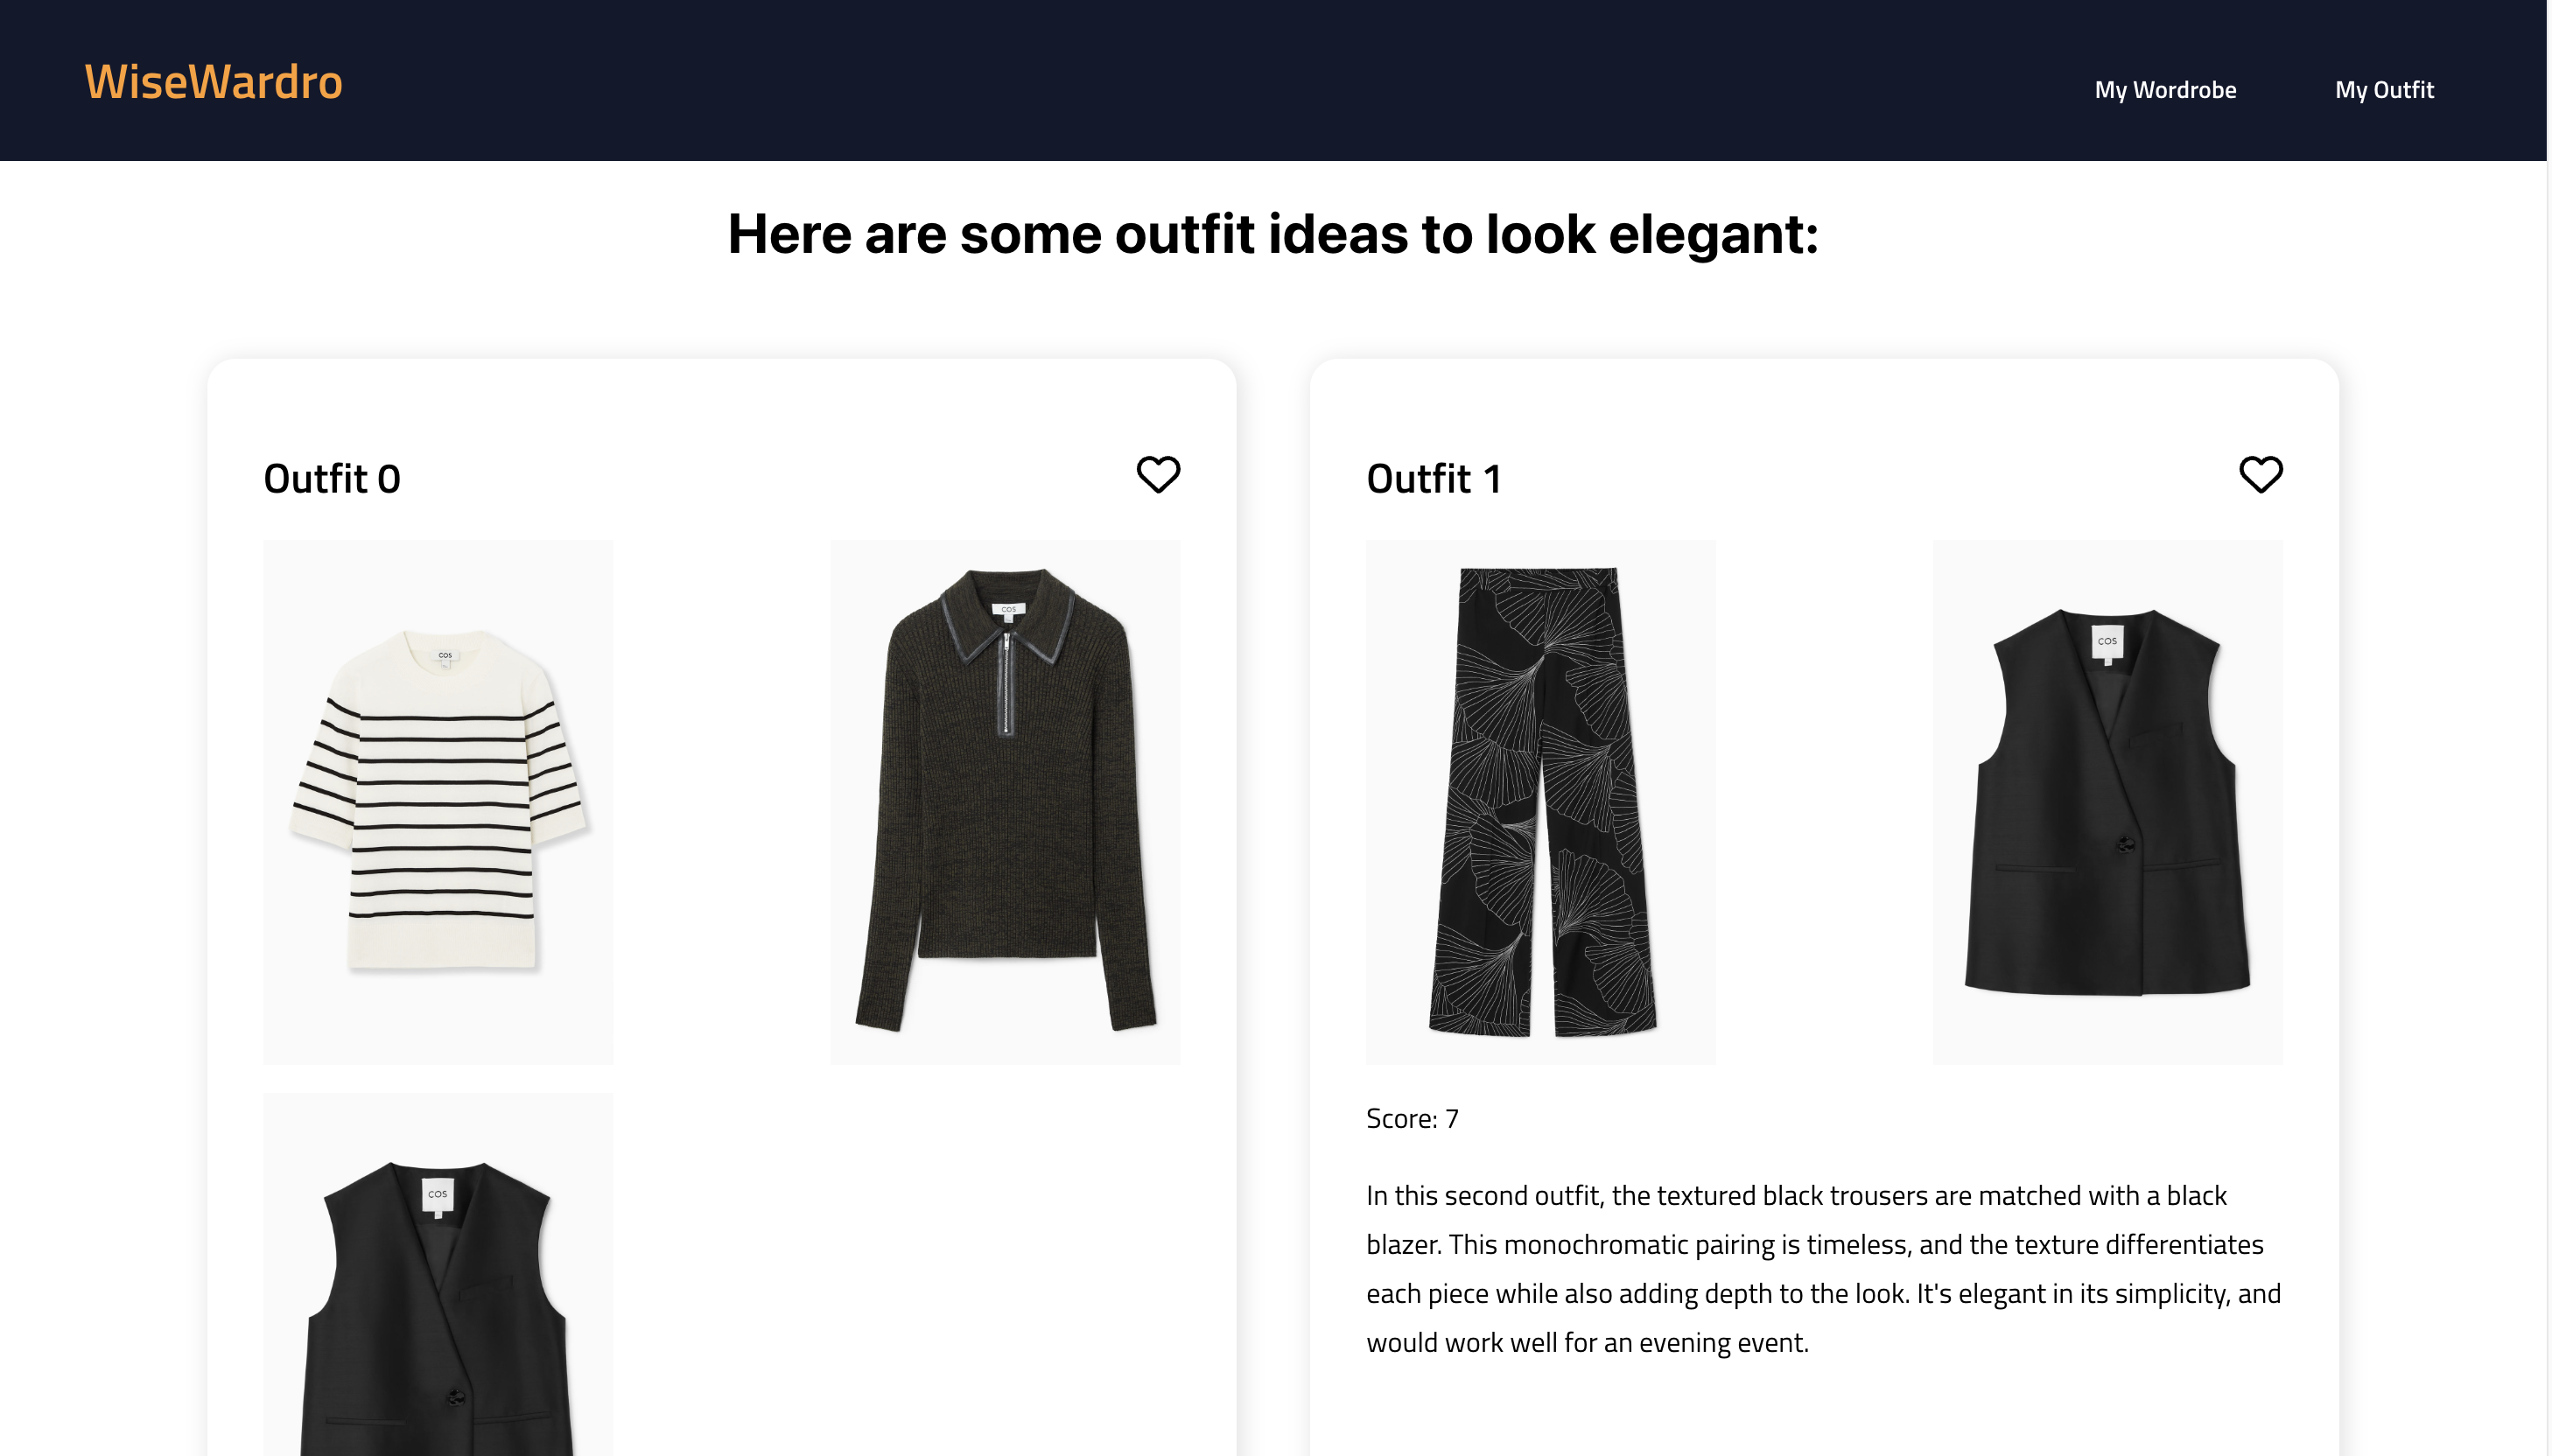 WiseWardro
My Wordrobe
My Outfit
Here are some outfit ideas to look elegant:
Outfit 0
COS
COS
COS
Outfit 1
COS
Score: 7
In this second outfit, the textured black trousers are matched with a black
blazer. This monochromatic pairing is timeless, and the texture differentiates
each piece while also adding depth to the look. It's elegant in its simplicity, and
would work well for an evening event.